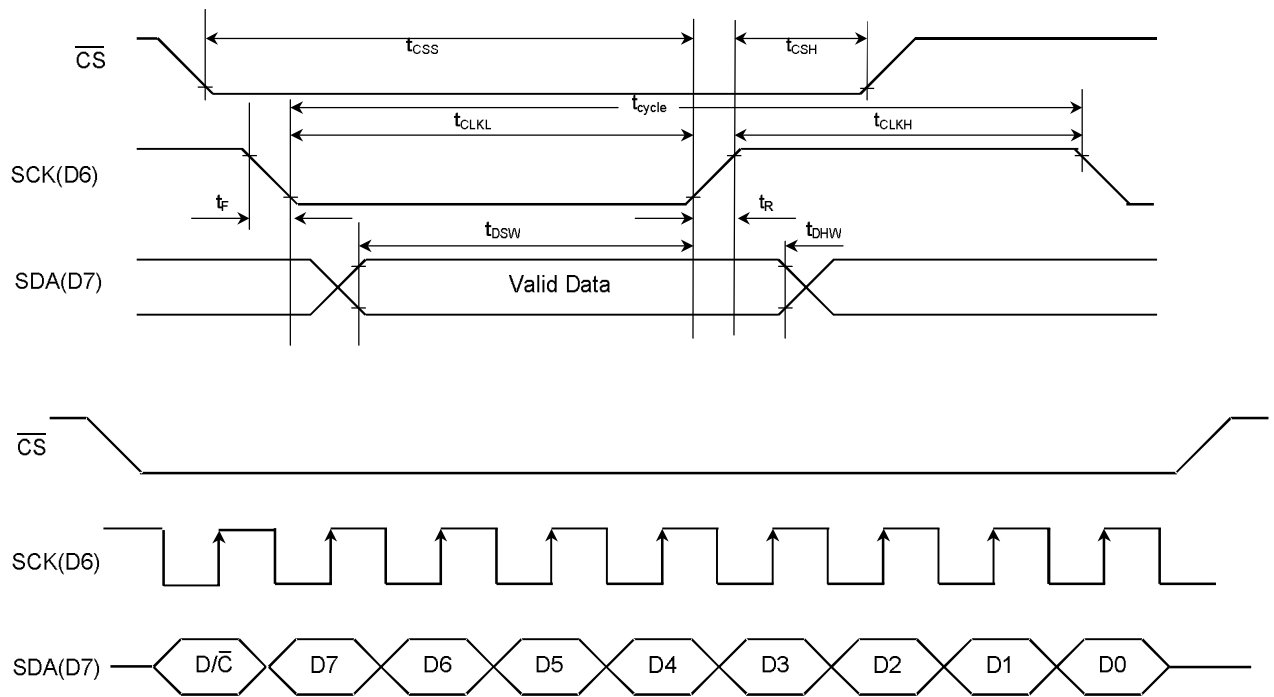 CS
tCSS
tCSH
tcycle
tCLKL
tCLKH
SCK(D6)
tF
tR
tDSW
tDHW
SDA(D7)
Valid Data
CS
SCK(D6)
SDA(D7) D/C D7 D6 D5 D4 D3 D2 D1 D0